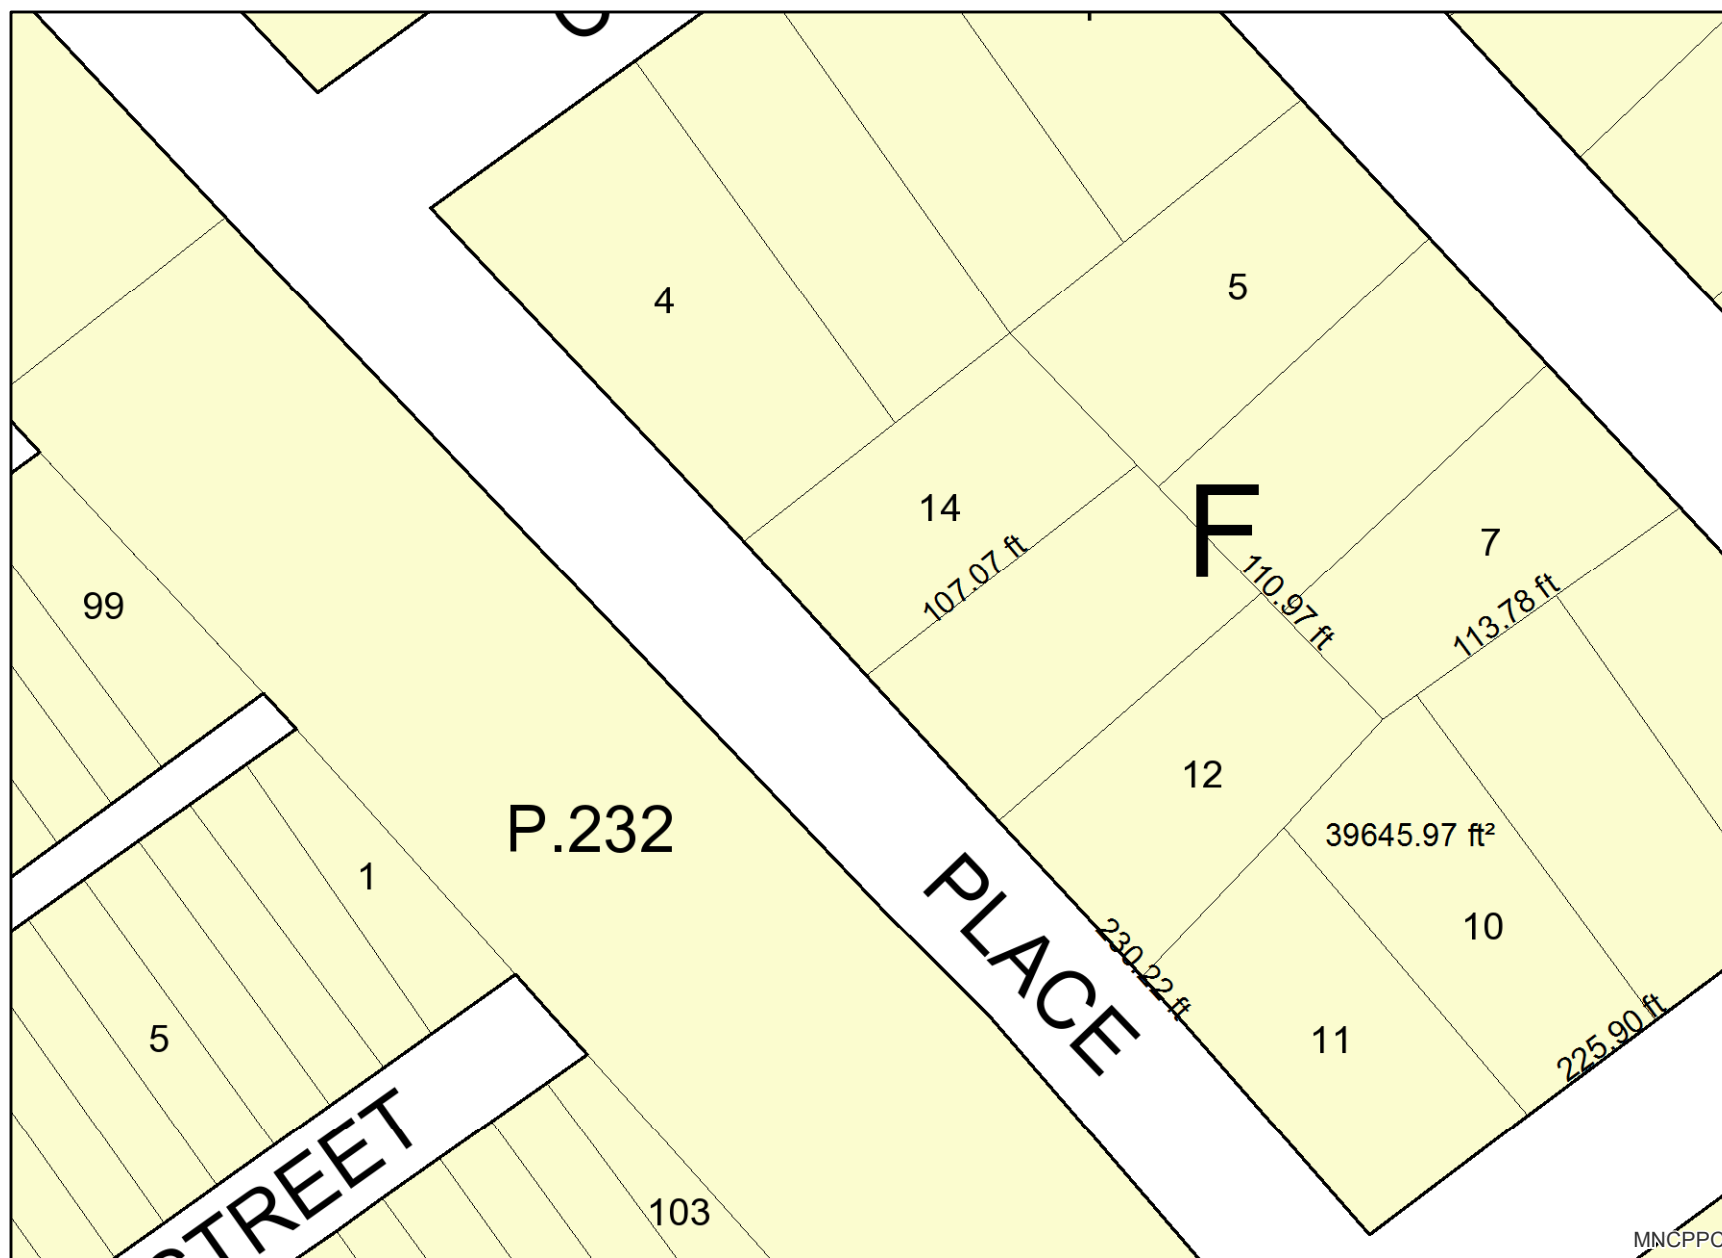 4
5
14
107.07 ft
F
110.97 ft
7
113.78 ft
99
12
P.232
39645.97 ft²
1
PLACE
10
230.22 ft
11
225.90 ft
5
STREET
103
MNCPPC